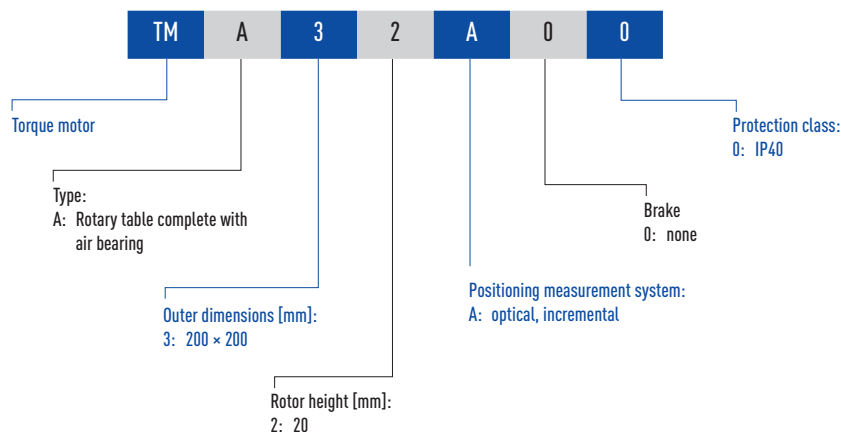 TM A 3 2 A 0 0
Torque motor
Protection class:
0: IP40
Type:
A: Rotary table complete with
air bearing
Brake
0: none
Positioning measurement system:
A: optical, incremental
Outer dimensions [mm]:
3: 200 × 200
Rotor height [mm]:
2: 20